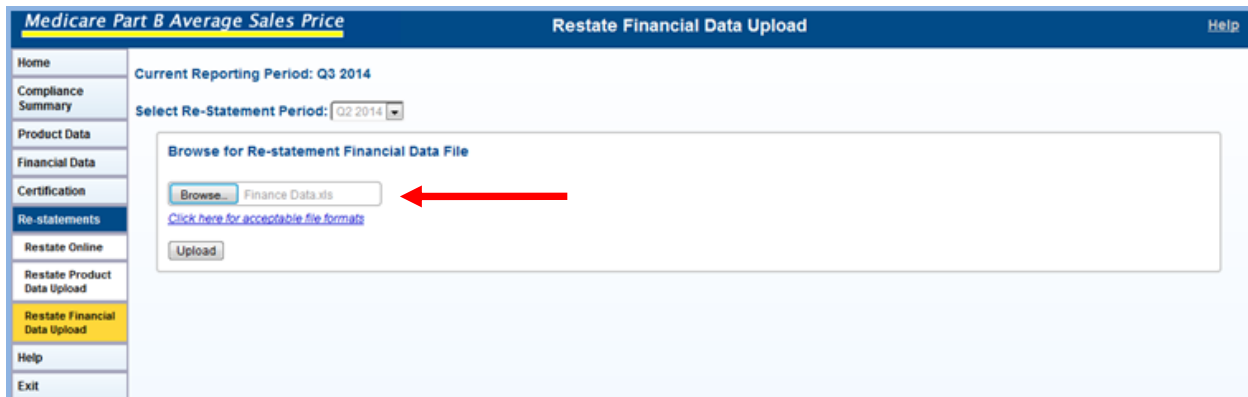 Medicare Part B Average Sales Price
Restate Financial Data Upload
Help
Home
Compliance
Summary
Product Data
Financial Data
Certification
Re-statements
Restate Online
Restate Product
Data Upload
Restate Financial
Data Upload
Help
Exit
Current Reporting Period: Q3 2014
Select Re-Statement Period: Q2 2014
Browse for Re-statement Financial Data File
Browse... Finance Data.xls
Click here for acceptable file formats
Upload